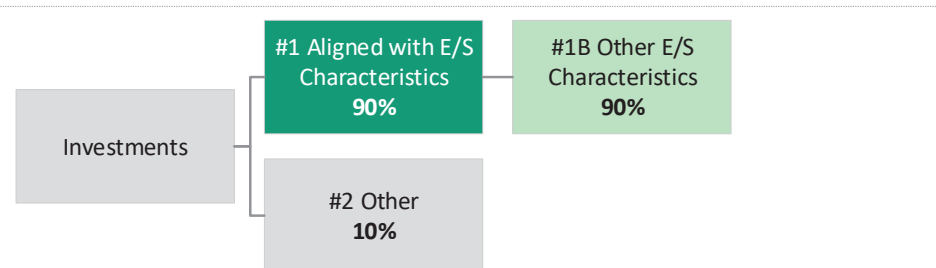 #1 Aligned with E/S
Characteristics
90%
#1B Other E/S
Characteristics
90%
Investments
#2 Other
10%